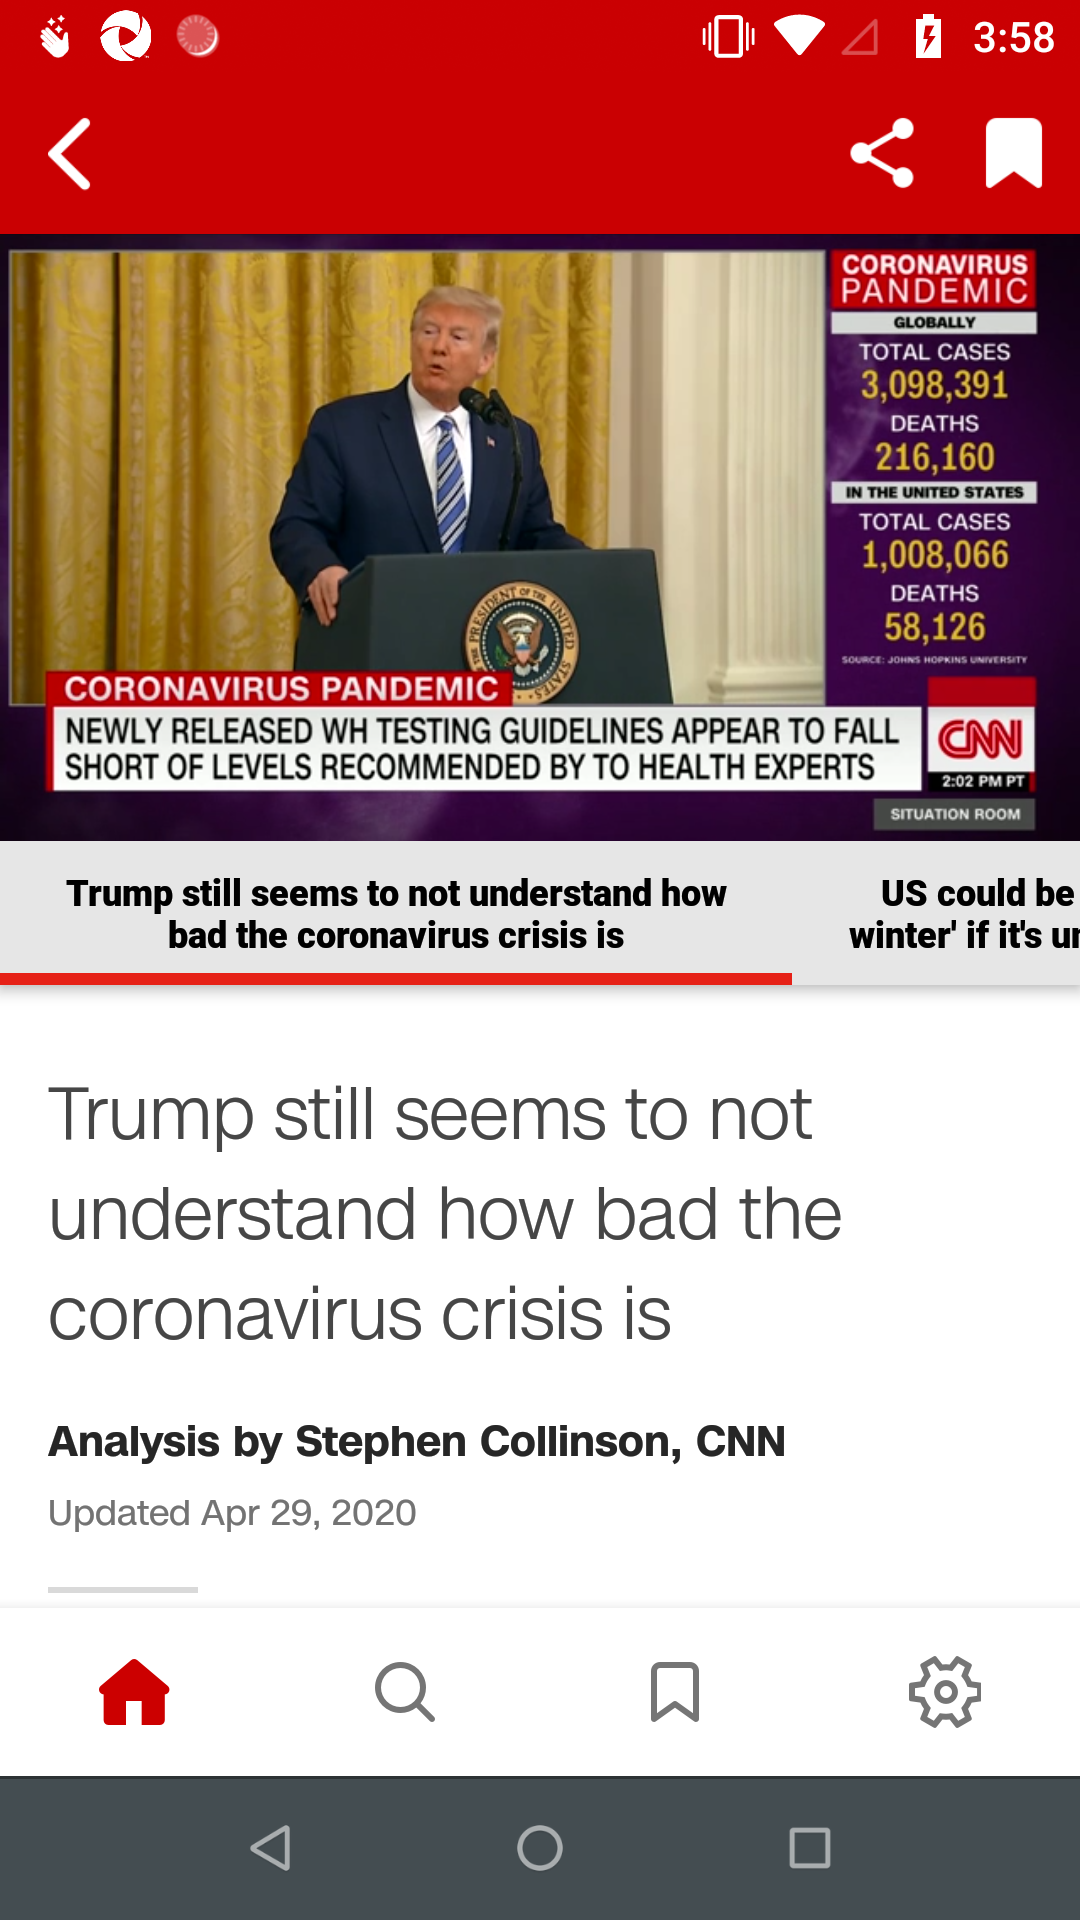 3:58
CORONAVIRUS
PANDEMIC
GLOBALLY
TOTAL CASES
3,098,391
DEATHS
216,160
IN THE UNITED STATES
TOTAL CASES
1,008,066
DEATHS
58,126
SOURCE: JOHNS HOPKINS UNIVERSITY
PRESIDENT OF THE UNITED STATES
CORONAVIRUS PANDEMIC
NEWLY RELEASED WH TESTING GUIDELINES APPEAR TO FALL
SHORT OF LEVELS RECOMMENDED BY TO HEALTH EXPERTS
CNN
2:02 PM PT
SITUATION ROOM
Trump still seems to not understand how
bad the coronavirus crisis is
US could be
winter' if it's
Trump still seems to not
understand how bad the
coronavirus crisis is
Analysis by Stephen Collinson, CNN
Updated Apr 29, 2020